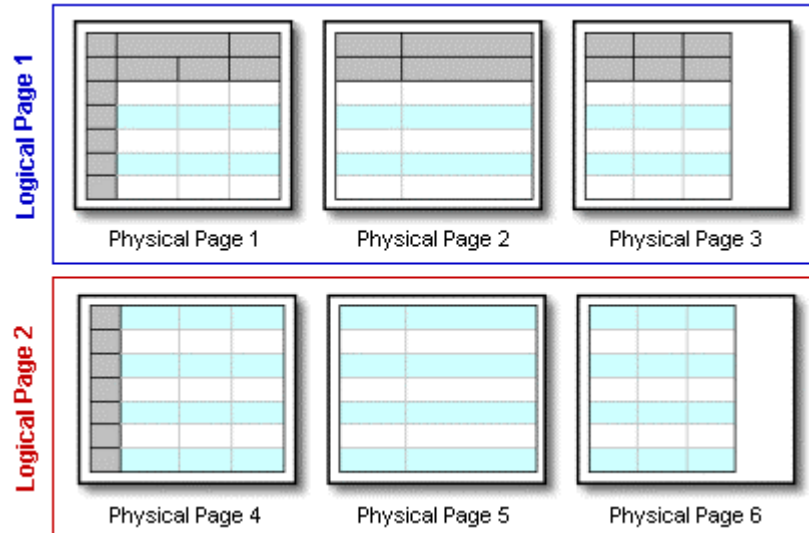 Logical Page 1
Physical Page 1
Physical Page 2
Physical Page 3
Logical Page 2
Physical Page 4
Physical Page 5
Physical Page 6